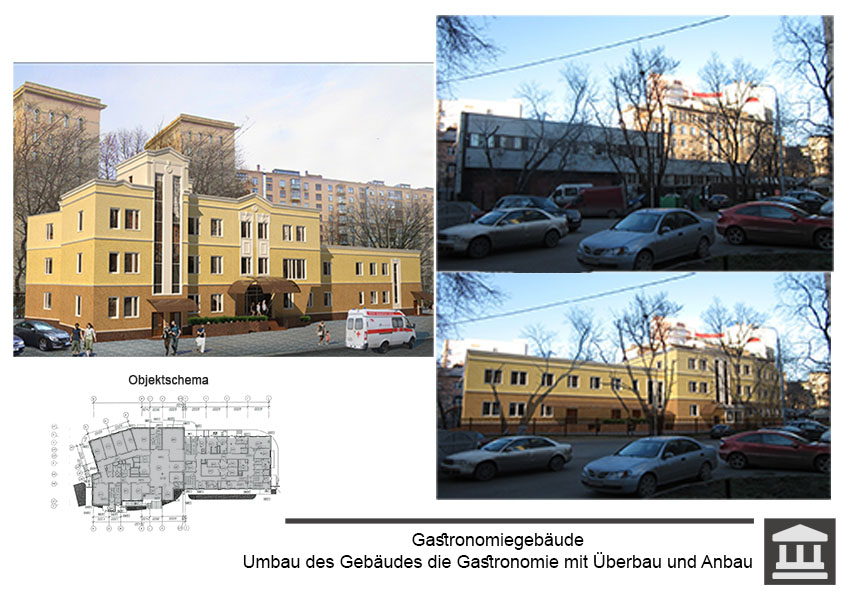 Objektschema
Gastronomiegebäude
Umbau des Gebäudes die Gastronomie mit Überbau und Anbau